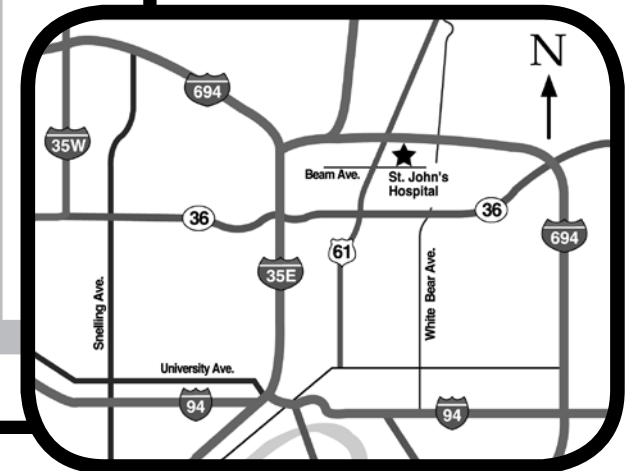 N
694
35W
Beam Ave.
St. John's
Hospital
36
36
61
694
35E
Snelling Ave.
White Bear Ave.
University Ave.
94
94